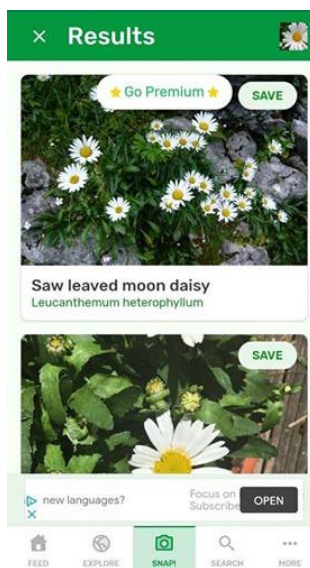 × Results
Go Premium
SAVE
Saw leaved moon daisy
Leucanthemum heterophyllum
SAVE
new languages?
Focus on
Subscribe
OPEN
FEED
EXPLORE
SNAP!
SEARCH
MORE